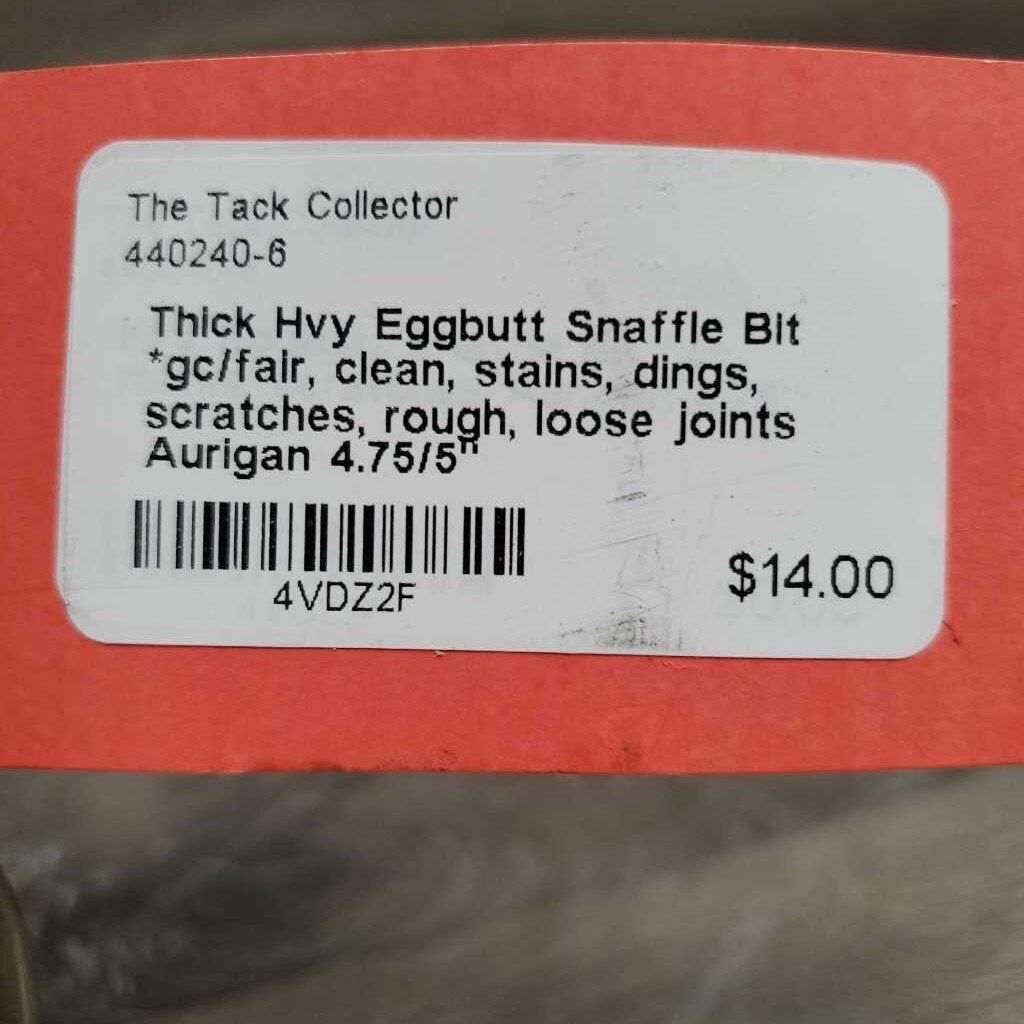 The Tack Collector
440240-6
Thick Hvy Eggbutt Snaffle Bit
*gc/fair, clean, stains, dings,
scratches, rough, loose joints
Aurigan 4.75/5"
4VDZ2F
$14.00